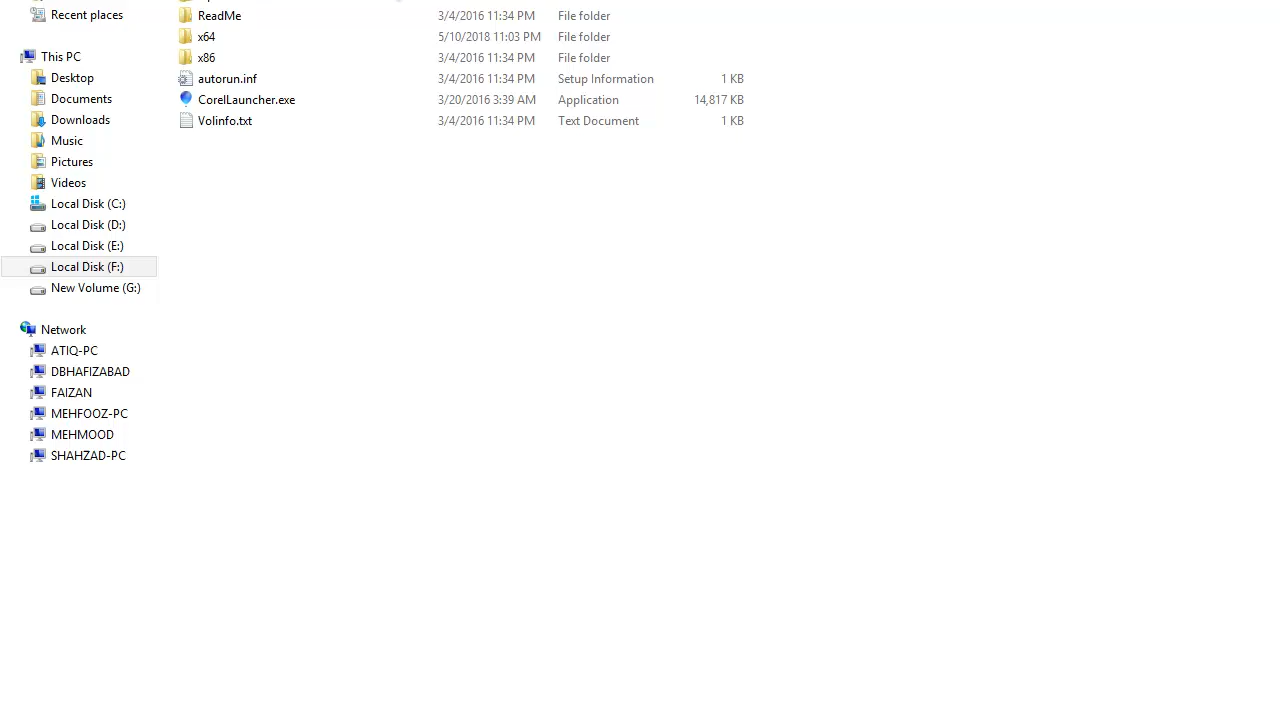 Recent places
This PC
Desktop
Documents
Downloads
Music
Pictures
Videos
Local Disk (C:)
Local Disk (D:)
Local Disk (E:)
Local Disk (F:)
New Volume (G:)
Network
ATIQ-PC
DBHAFIZABAD
FAIZAN
MEHFOOZ-PC
MEHMOOD
SHAHZAD-PC
ReadMe 3/4/2016 11:34 PM File folder
x64 5/10/2018 11:03 PM File folder
x86 3/4/2016 11:34 PM File folder
autorun.inf 3/4/2016 11:34 PM Setup Information 1 KB
CorelLauncher.exe 3/20/2016 3:39 AM Application 14,817 KB
Volinfo.txt 3/4/2016 11:34 PM Text Document 1 KB